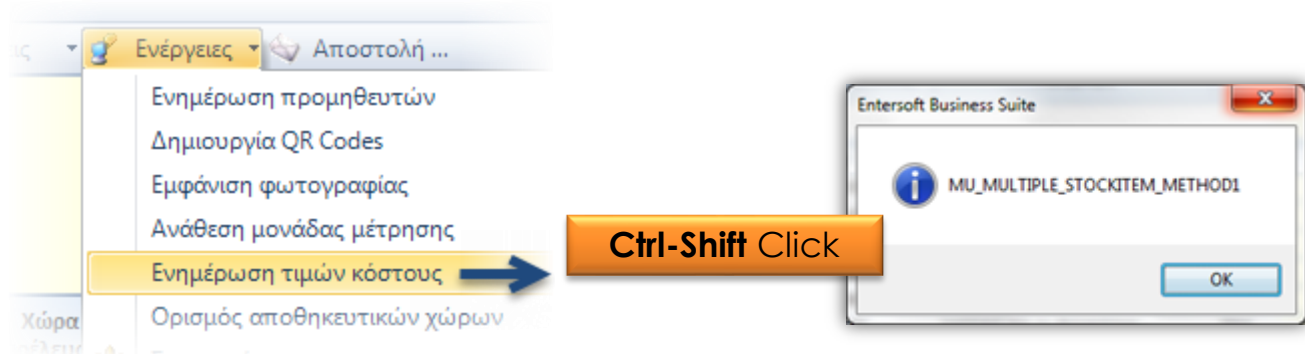 Ενέργειες
Αποστολή ...
Ενημέρωση προμηθευτών
Δημιουργία QR Codes
Εμφάνιση φωτογραφίας
Ανάθεση μονάδας μέτρησης
Ενημέρωση τιμών κόστους
Ορισμός αποθηκευτικών χώρων
Χώρα
Ctrl-Shift Click
Entersoft Business Suite
MU_MULTIPLE_STOCKITEM_METHOD1
OK